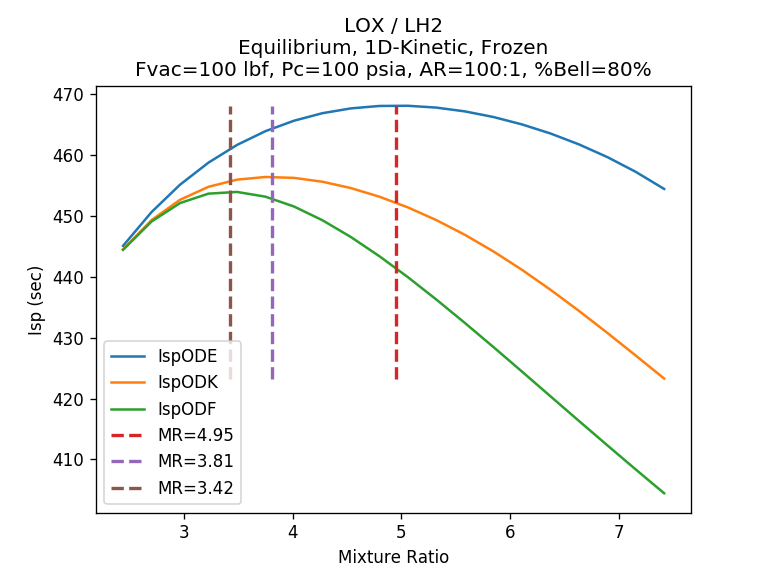 LOX / LH2
Equilibrium, 1D-Kinetic, Frozen
Fvac=100 lbf, Pc=100 psia, AR=100:1, %Bell=80%
470
460
450
440
430
420
410
Isp (sec)
IspODE
IspODK
IspODF
MR=4.95
MR=3.81
MR=3.42
3 4 5 6 7
Mixture Ratio